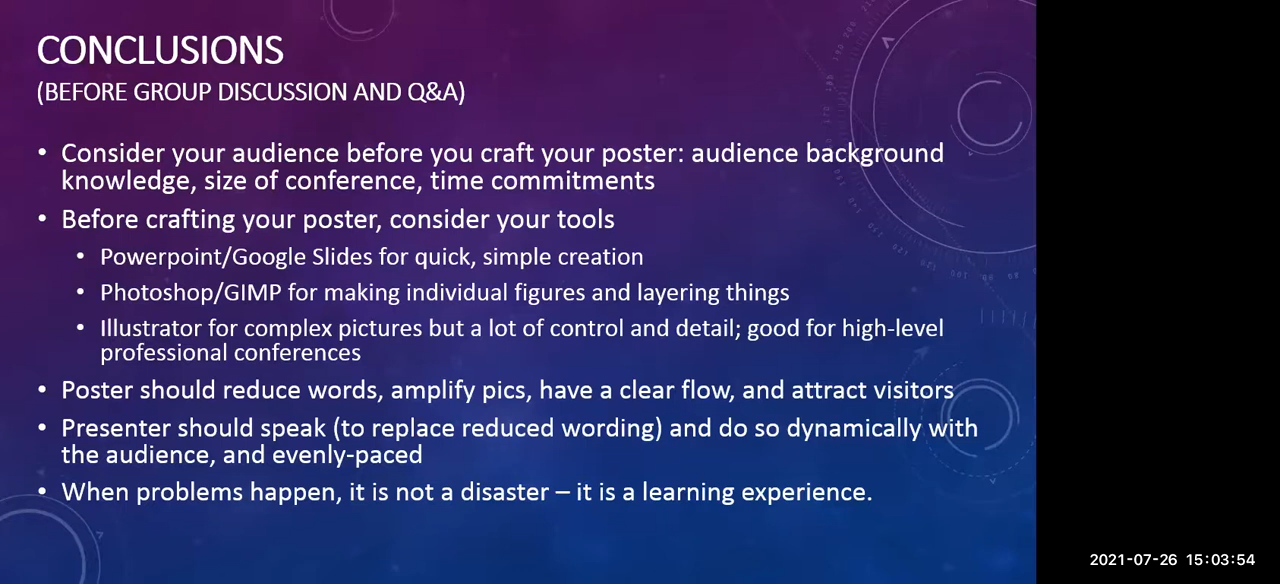 CONCLUSIONS
(BEFORE GROUP DISCUSSION AND Q&A)
• Consider your audience before you craft your poster: audience background
knowledge, size of conference, time commitments
• Before crafting your poster, consider your tools
• Powerpoint/Google Slides for quick, simple creation
• Photoshop/GIMP for making individual figures and layering things
• Illustrator for complex pictures but a lot of control and detail; good for high-level
professional conferences
• Poster should reduce words, amplify pics, have a clear flow, and attract visitors
• Presenter should speak (to replace reduced wording) and do so dynamically with
the audience, and evenly-paced
• When problems happen, it is not a disaster – it is a learning experience.
2021-07-26 15:03:54